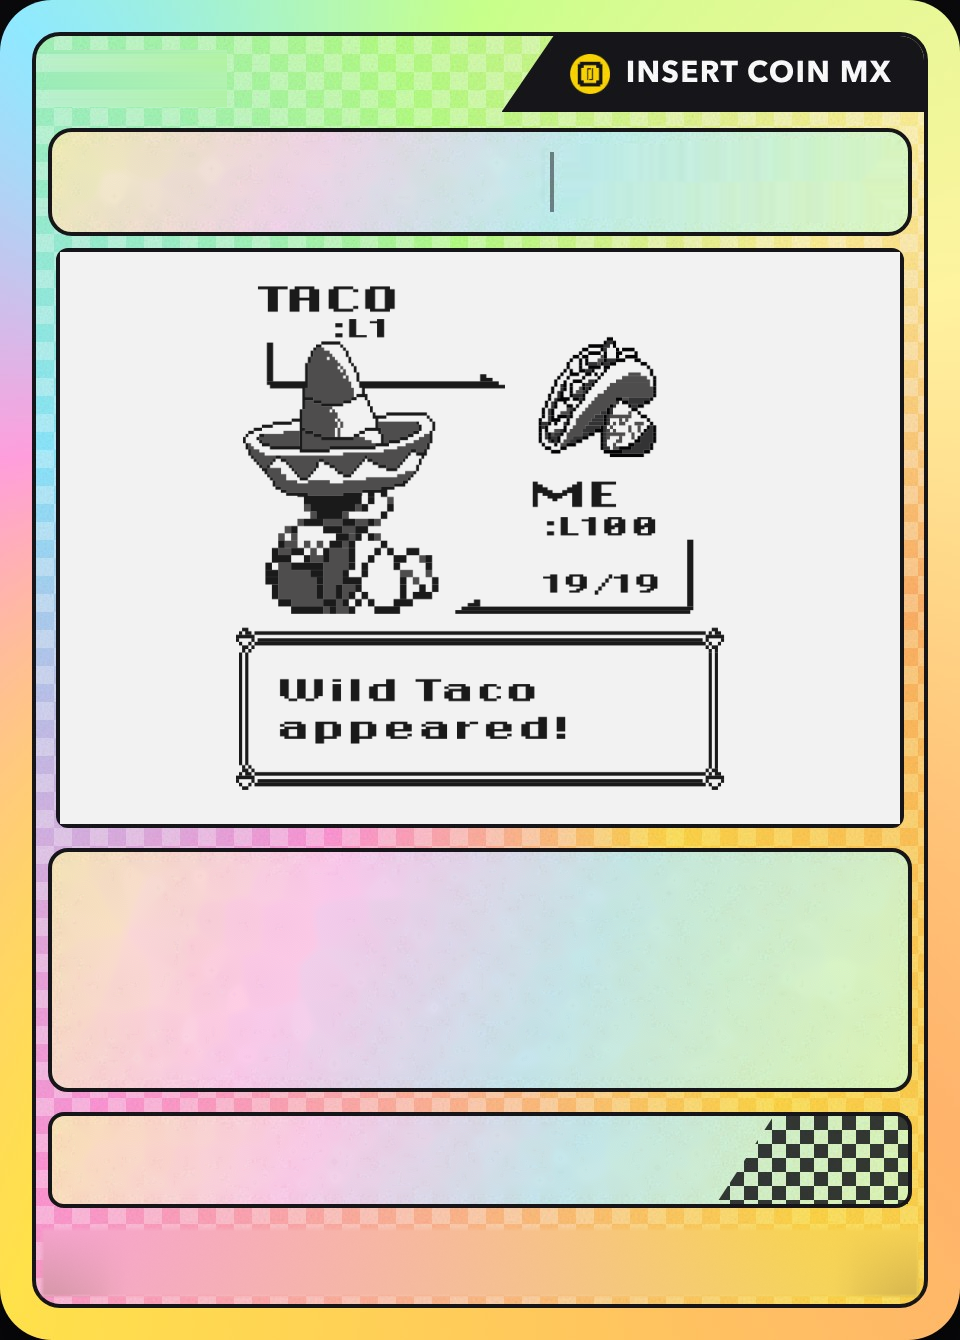 INSERT COIN MX
TACO
:L1
ME
:L100
19/19
Wild Taco
appeared!